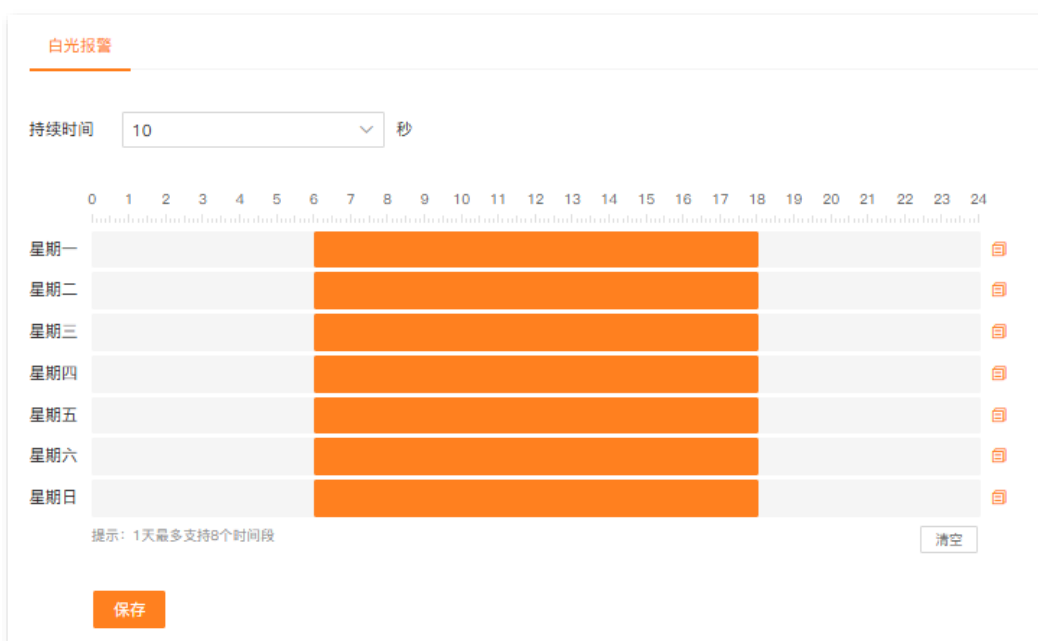 白光报警
持续时间 10 秒
0 1 2 3 4 5 6 7 8 9 10 11 12 13 14 15 16 17 18 19 20 21 22 23 24
星期一
星期二
星期三
星期四
星期五
星期六
星期日
提示：1天最多支持8个时间段 清空
保存